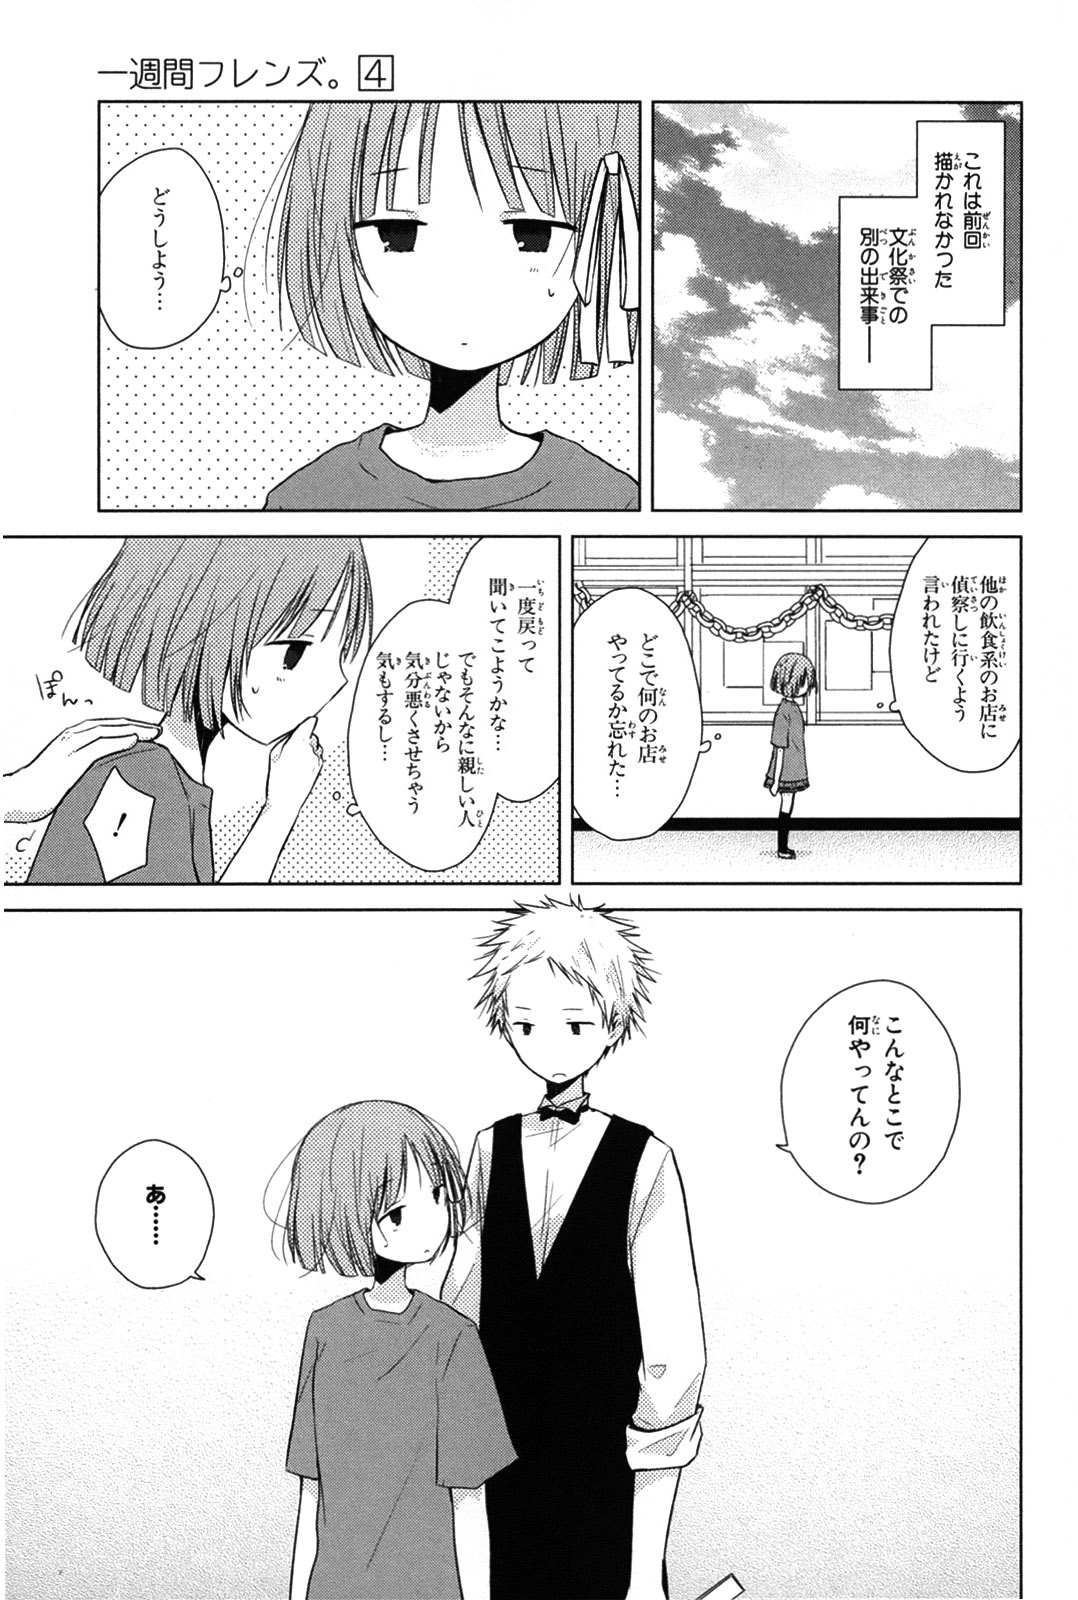 一週間フレンズ。4
これは前回
描かれなかった
文化祭での
別の出来事──
どうしよう…
他の飲食系のお店に
偵察しに行くよう
言われたけど
どこで何のお店
やってるか忘れた…
一度戻って
聞いてこようかな…
でもそんなに親しい人
じゃないから
気分悪くさせちゃう
気もするし…
ぽんっ
!
こんなとこで
何やってんの?
あ……